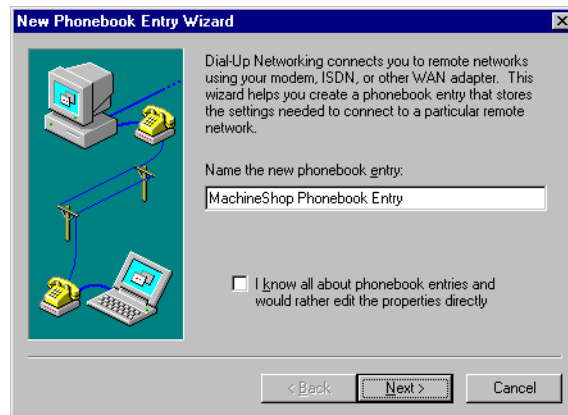 New Phonebook Entry Wizard
Dial-Up Networking connects you to remote networks
using your modem, ISDN, or other WAN adapter. This
wizard helps you create a phonebook entry that stores
the settings needed to connect to a particular remote
network.
Name the new phonebook entry:
MachineShop Phonebook Entry
I know all about phonebook entries and
would rather edit the properties directly
< Back
Next >
Cancel